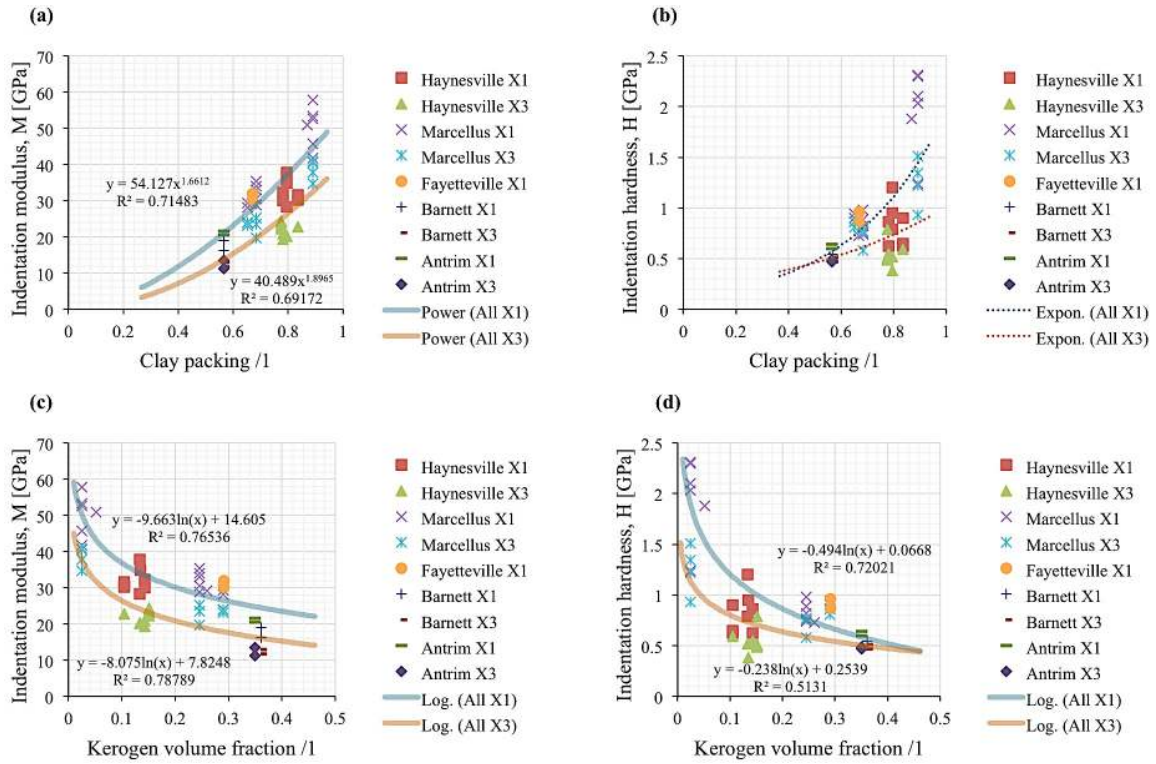 (a)
Indentation modulus, M [GPa]
70
60
50
40
30
20
10
0
0 0.2 0.4 0.6 0.8 1
Clay packing /1
y = 54.127x^1.6612
R² = 0.71483
y = 40.489x^1.8965
R² = 0.69172
Haynesville X1
Haynesville X3
Marcellus X1
Marcellus X3
Fayetteville X1
Barnett X1
Barnett X3
Antrim X1
Antrim X3
Power (All X1)
Power (All X3)
(b)
Indentation hardness, H [GPa]
2.5
2
1.5
1
0.5
0
0 0.2 0.4 0.6 0.8 1
Clay packing /1
Haynesville X1
Haynesville X3
Marcellus X1
Marcellus X3
Fayetteville X1
Barnett X1
Barnett X3
Antrim X1
Antrim X3
Expon. (All X1)
Expon. (All X3)
(c)
Indentation modulus, M [GPa]
70
60
50
40
30
20
10
0
0 0.1 0.2 0.3 0.4 0.5
Kerogen volume fraction /1
y = -9.663ln(x) + 14.605
R² = 0.76536
y = -8.075ln(x) + 7.8248
R² = 0.78789
Haynesville X1
Haynesville X3
Marcellus X1
Marcellus X3
Fayetteville X1
Barnett X1
Barnett X3
Antrim X1
Antrim X3
Log. (All X1)
Log. (All X3)
(d)
Indentation hardness, H [GPa]
2.5
2
1.5
1
0.5
0
0 0.1 0.2 0.3 0.4 0.5
Kerogen volume fraction /1
y = -0.494ln(x) + 0.0668
R² = 0.72021
y = -0.238ln(x) + 0.2539
R² = 0.5131
Haynesville X1
Haynesville X3
Marcellus X1
Marcellus X3
Fayetteville X1
Barnett X1
Barnett X3
Antrim X1
Antrim X3
Log. (All X1)
Log. (All X3)